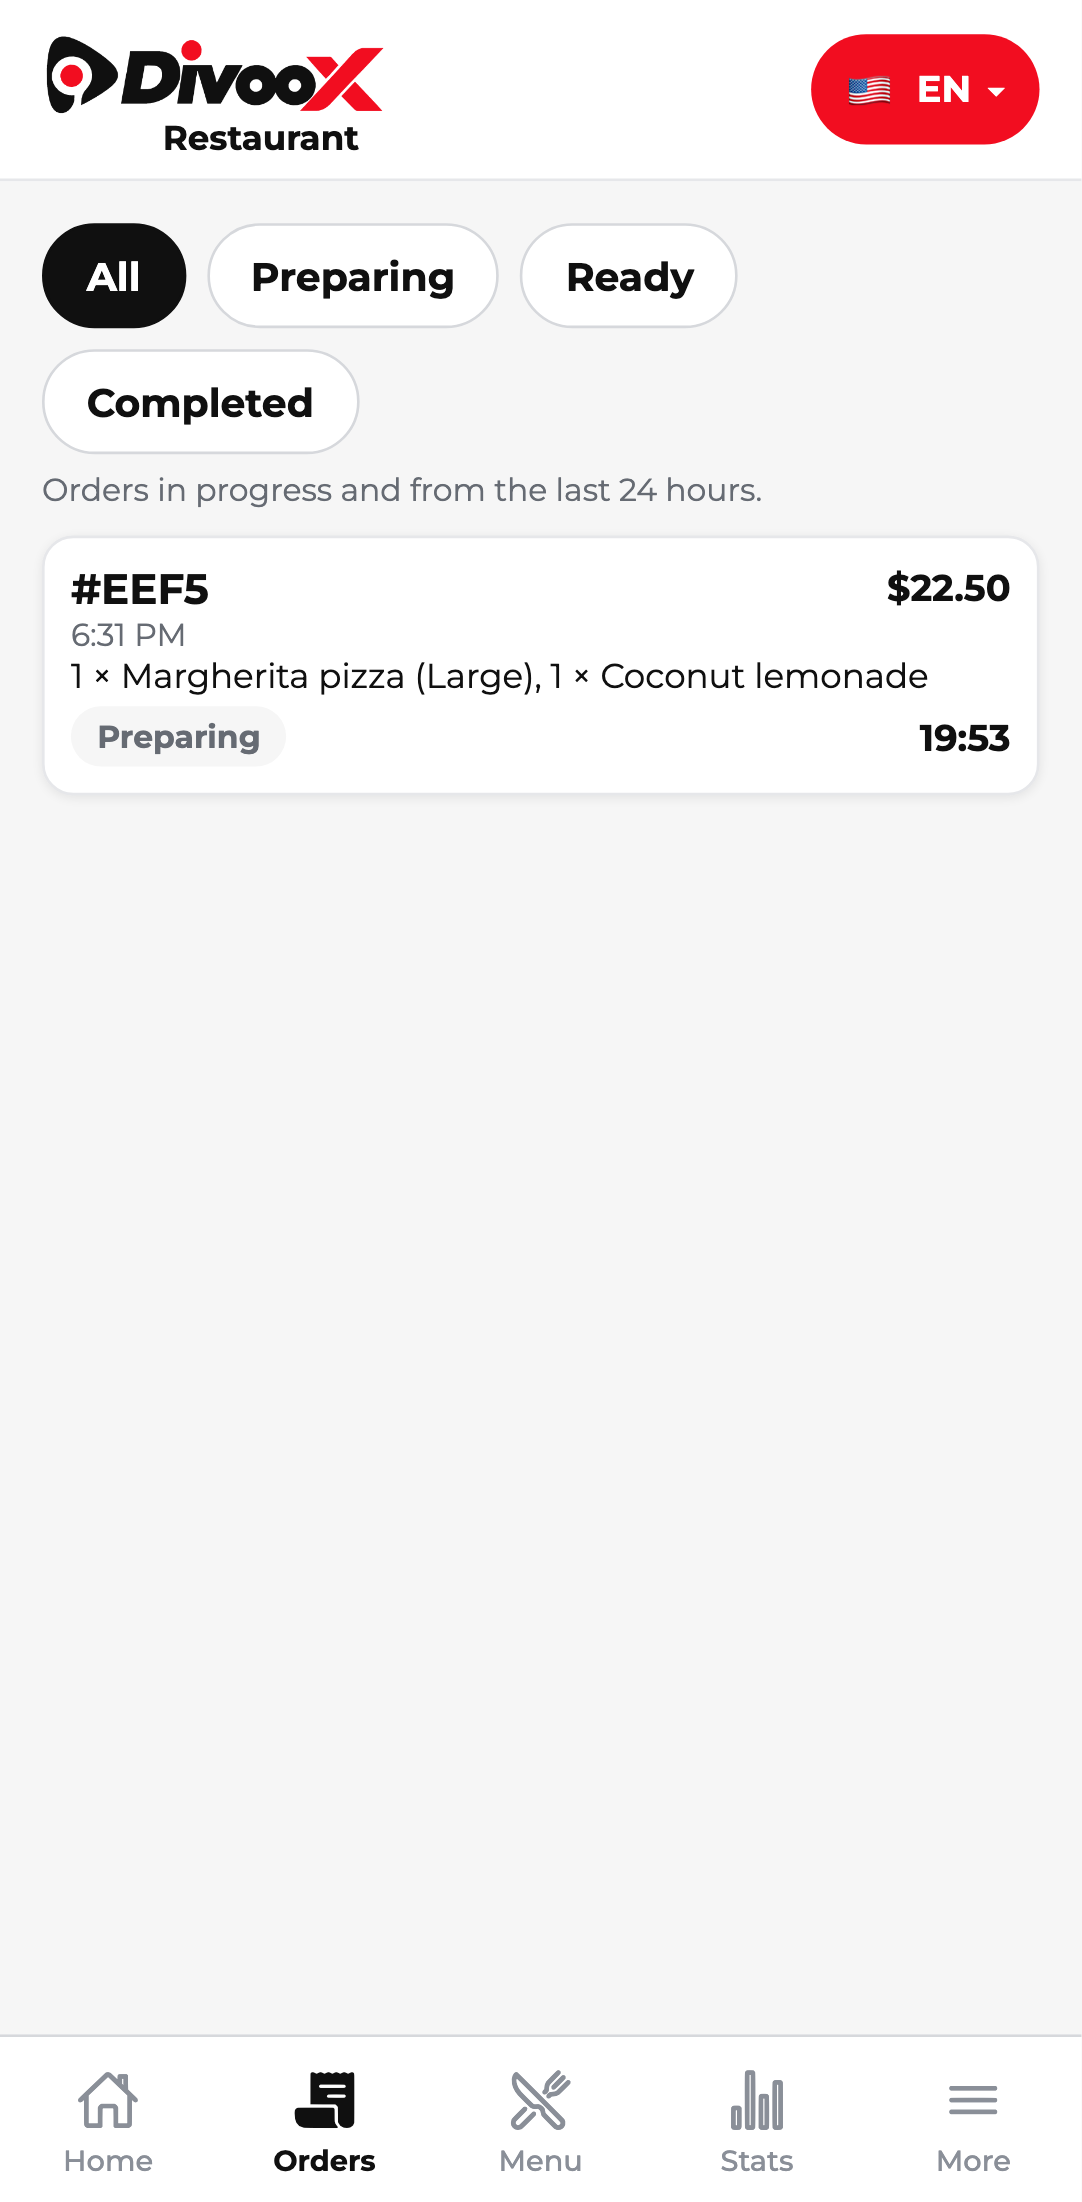 DivooX
Restaurant
EN
All
Preparing
Ready
Completed
Orders in progress and from the last 24 hours.
#EEF5
$22.50
6:31 PM
1 × Margherita pizza (Large), 1 × Coconut lemonade
Preparing
19:53
Home
Orders
Menu
Stats
More